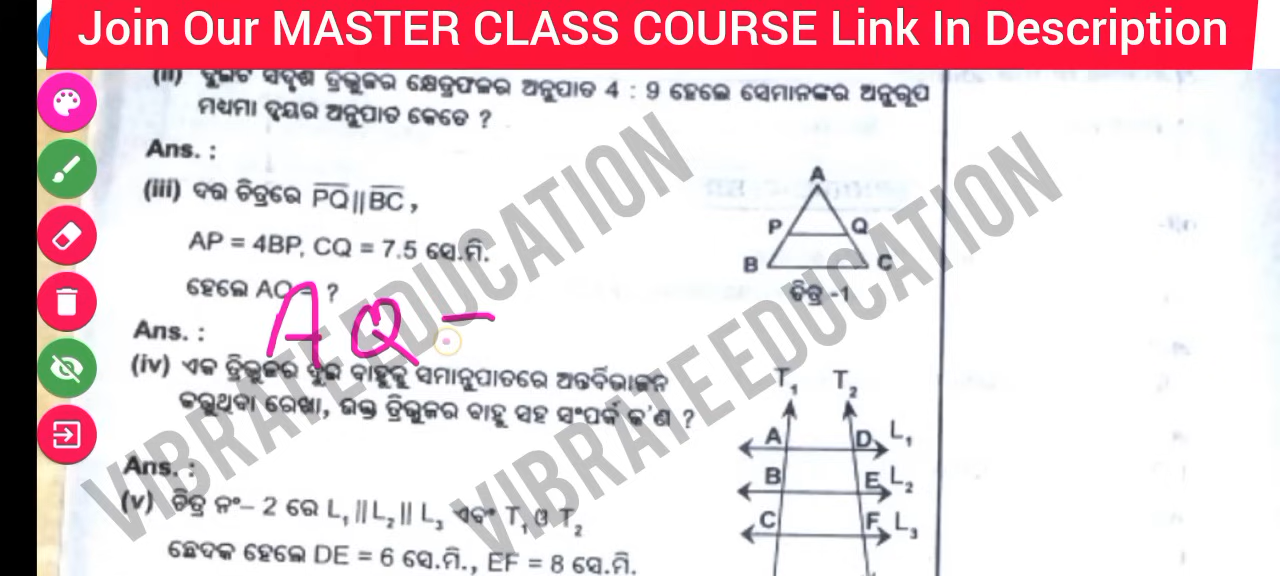 Join Our MASTER CLASS COURSE Link In Description
(ii) ଦୁଇଟି ସଦୃଶ ତ୍ରିଭୁଜର କ୍ଷେତ୍ରଫଳର ଅନୁପାତ 4 : 9 ହେଲେ ସେମାନଙ୍କର ଅନୁରୂପ
ମଧ୍ୟମା ଦ୍ୱୟର ଅନୁପାତ କେତେ ?
Ans. :
(iii) ଦତ୍ତ ଚିତ୍ରରେ PQ || BC ,
AP = 4BP, CQ = 7.5 ସେ.ମି.
ହେଲେ AQ = ?
A
P Q
B C
ଚିତ୍ର -1
AQ =
Ans. :
(iv) ଏକ ତ୍ରିଭୁଜର ଦୁଇ ବାହୁକୁ ସମାନୁପାତରେ ଅନ୍ତର୍ବିଭାଜନ
କରୁଥିବା ରେଖା, ଉକ୍ତ ତ୍ରିଭୁଜର ବାହୁ ସହ ସଂପର୍କ କ'ଣ ?
Ans. :
(v) ଚିତ୍ର ନଂ– 2 ରେ L1 || L2 || L3 ଏବଂ T1 ଓ T2
ଛେଦକ ହେଲେ DE = 6 ସେ.ମି., EF = 8 ସେ.ମି.
T1 T2
A D L1
B E L2
C F L3
VIBRATE EDUCATION
VIBRATE EDUCATION